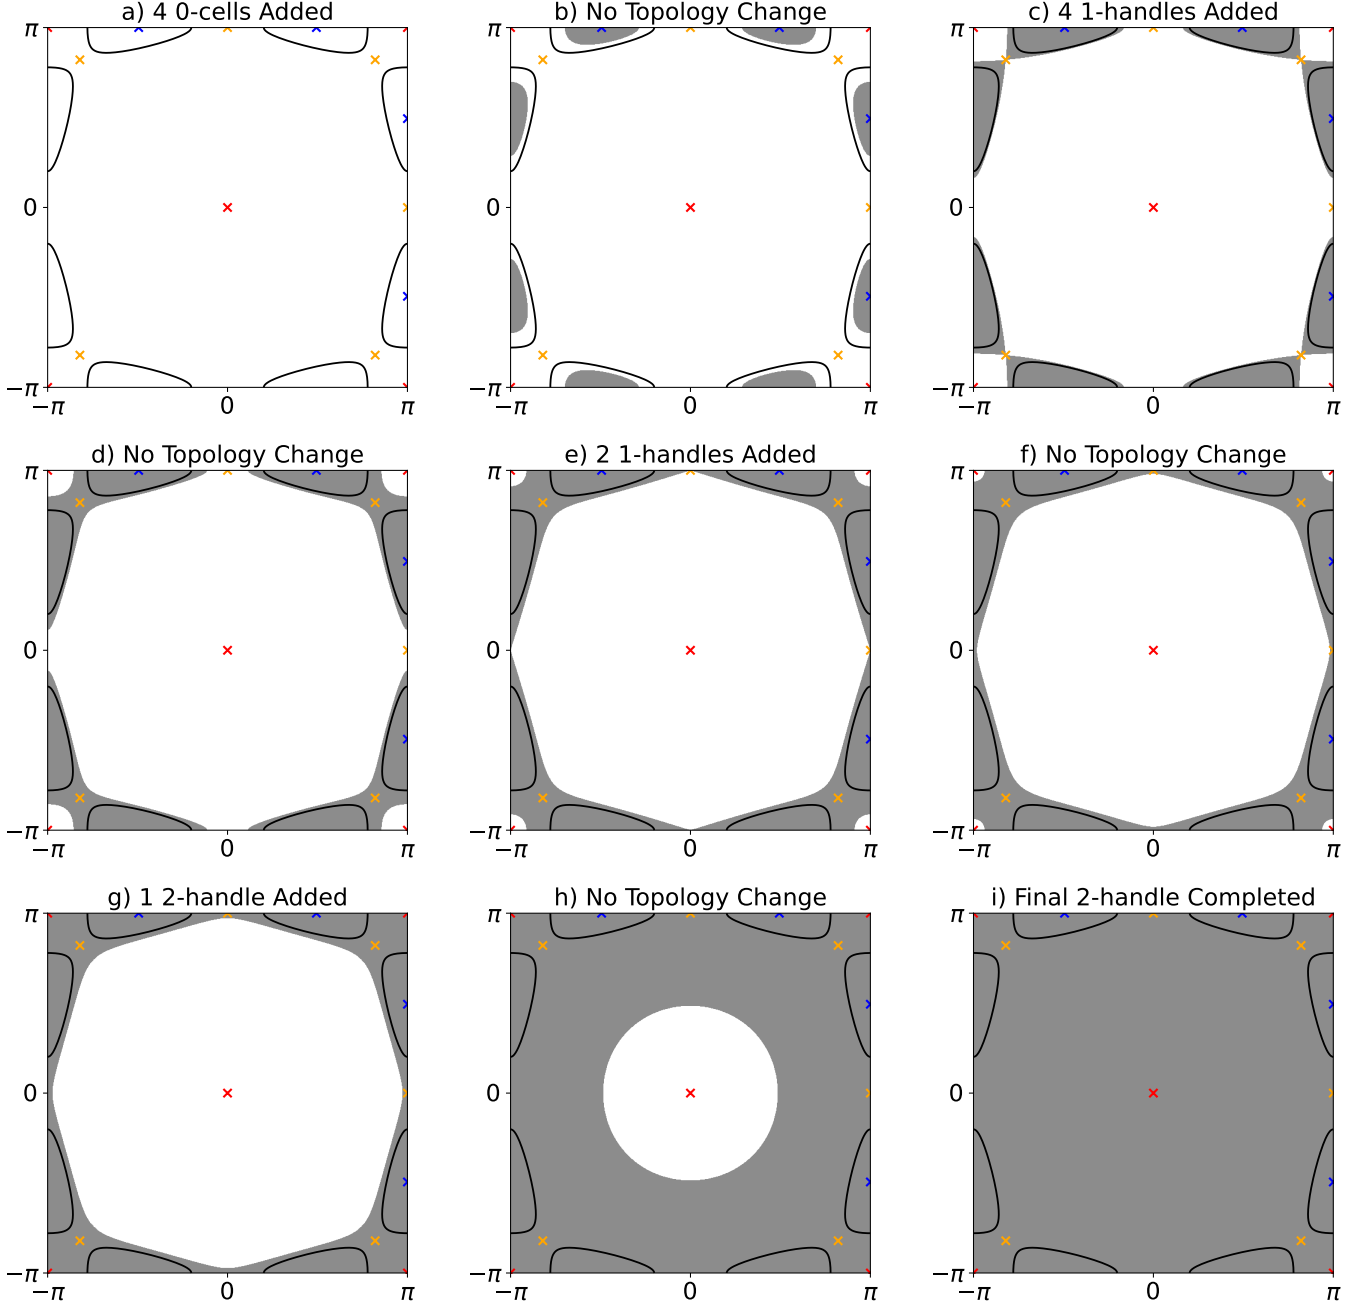 a) 4 0-cells Added
b) No Topology Change
c) 4 1-handles Added
π
0
−π
−π
0
π
π
0
−π
−π
0
π
π
0
−π
−π
0
π
d) No Topology Change
e) 2 1-handles Added
f) No Topology Change
π
0
−π
−π
0
π
π
0
−π
−π
0
π
π
0
−π
−π
0
π
g) 1 2-handle Added
h) No Topology Change
i) Final 2-handle Completed
π
0
−π
−π
0
π
π
0
−π
−π
0
π
π
0
−π
−π
0
π